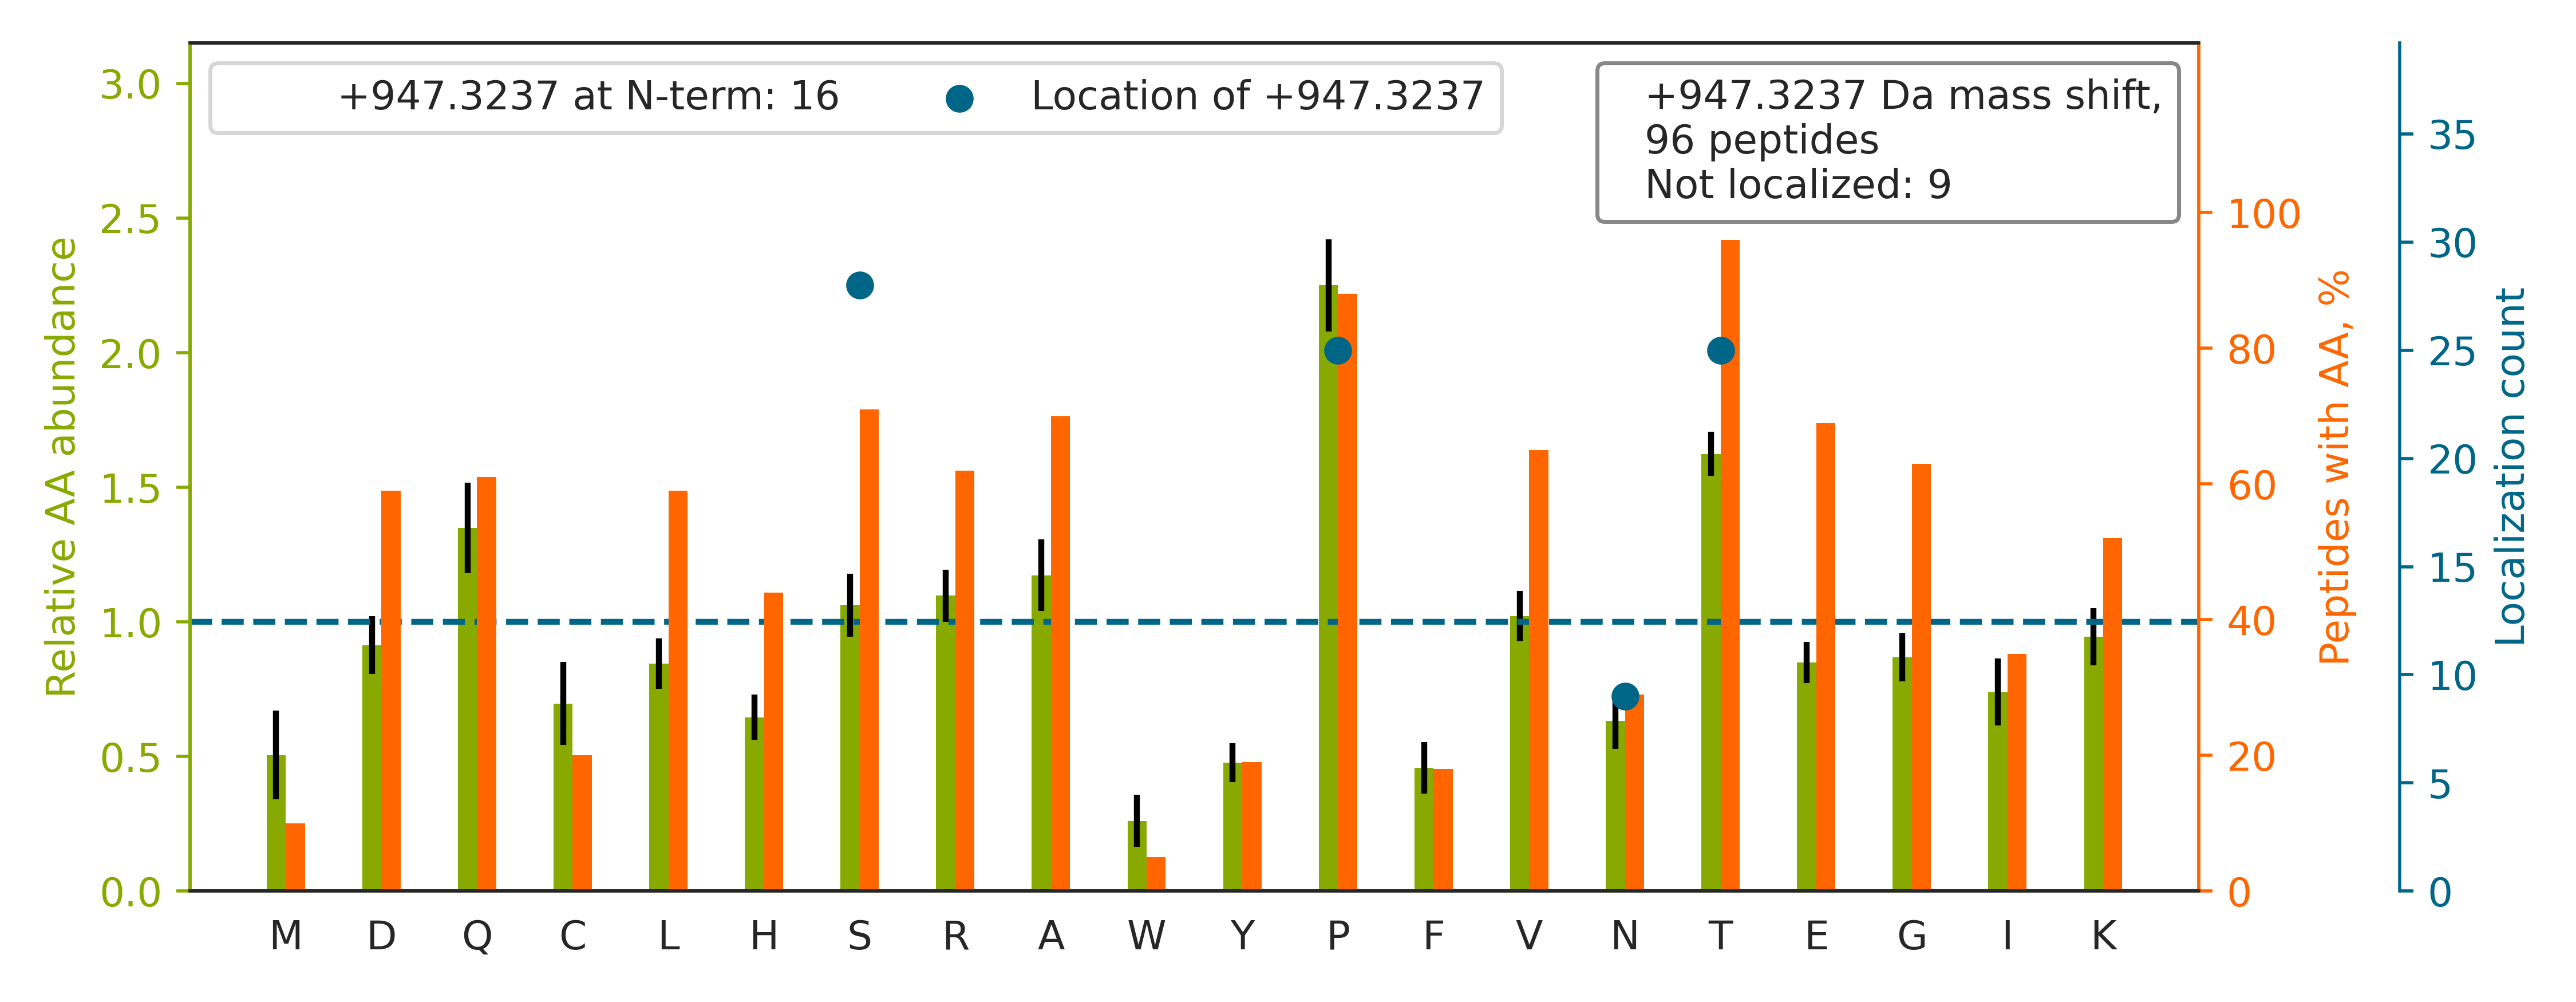 +947.3237 at N-term: 16
Location of +947.3237
+947.3237 Da mass shift,
96 peptides
Not localized: 9
Relative AA abundance
3.0
2.5
2.0
1.5
1.0
0.5
0.0
M D Q C L H S R A W Y P F V N T E G I K
100
80
60
40
20
0
Peptides with AA, %
35
30
25
20
15
10
5
0
Localization count